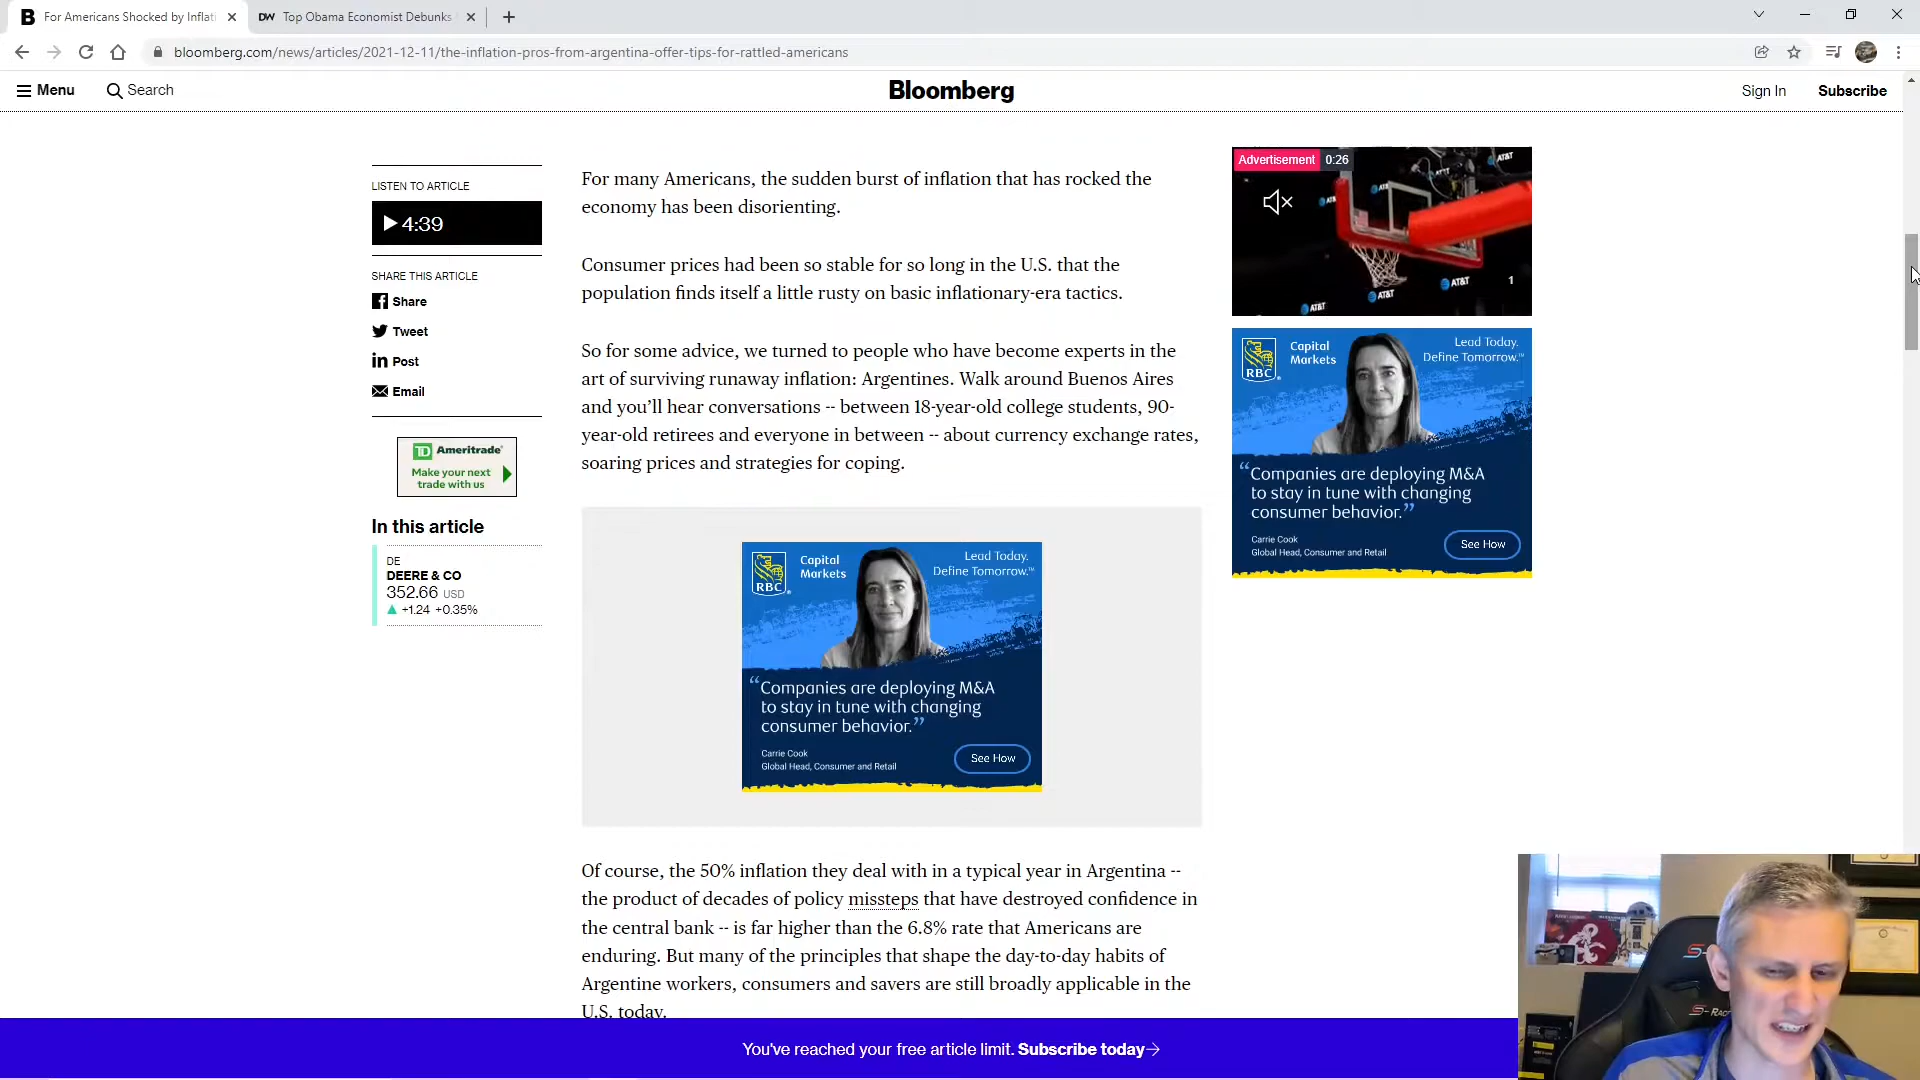 B For Americans Shocked by Inflati
DW Top Obama Economist Debunks
bloomberg.com/news/articles/2021-12-11/the-inflation-pros-from-argentina-offer-tips-for-rattled-americans
Menu
Search
Bloomberg
Sign In
Subscribe
LISTEN TO ARTICLE
4:39
SHARE THIS ARTICLE
Share
Tweet
in Post
Email
TD Ameritrade
Make your next
trade with us
In this article
DE
DEERE & CO
352.66 USD
+1.24 +0.35%
For many Americans, the sudden burst of inflation that has rocked the
economy has been disorienting.
Consumer prices had been so stable for so long in the U.S. that the
population finds itself a little rusty on basic inflationary-era tactics.
So for some advice, we turned to people who have become experts in the
art of surviving runaway inflation: Argentines. Walk around Buenos Aires
and you’ll hear conversations -- between 18-year-old college students, 90-
year-old retirees and everyone in between -- about currency exchange rates,
soaring prices and strategies for coping.
RBC
Capital
Markets
Lead Today.
Define Tomorrow.™
“Companies are deploying M&A
to stay in tune with changing
consumer behavior.”
Carrie Cook
Global Head, Consumer and Retail
See How
Of course, the 50% inflation they deal with in a typical year in Argentina --
the product of decades of policy missteps that have destroyed confidence in
the central bank -- is far higher than the 6.8% rate that Americans are
enduring. But many of the principles that shape the day-to-day habits of
Argentine workers, consumers and savers are still broadly applicable in the
U.S. today.
Advertisement 0:26
AT&T
AT&T
AT&T
AT&T
1
RBC
Capital
Markets
Lead Today.
Define Tomorrow.™
“Companies are deploying M&A
to stay in tune with changing
consumer behavior.”
Carrie Cook
Global Head, Consumer and Retail
See How
You've reached your free article limit. Subscribe today